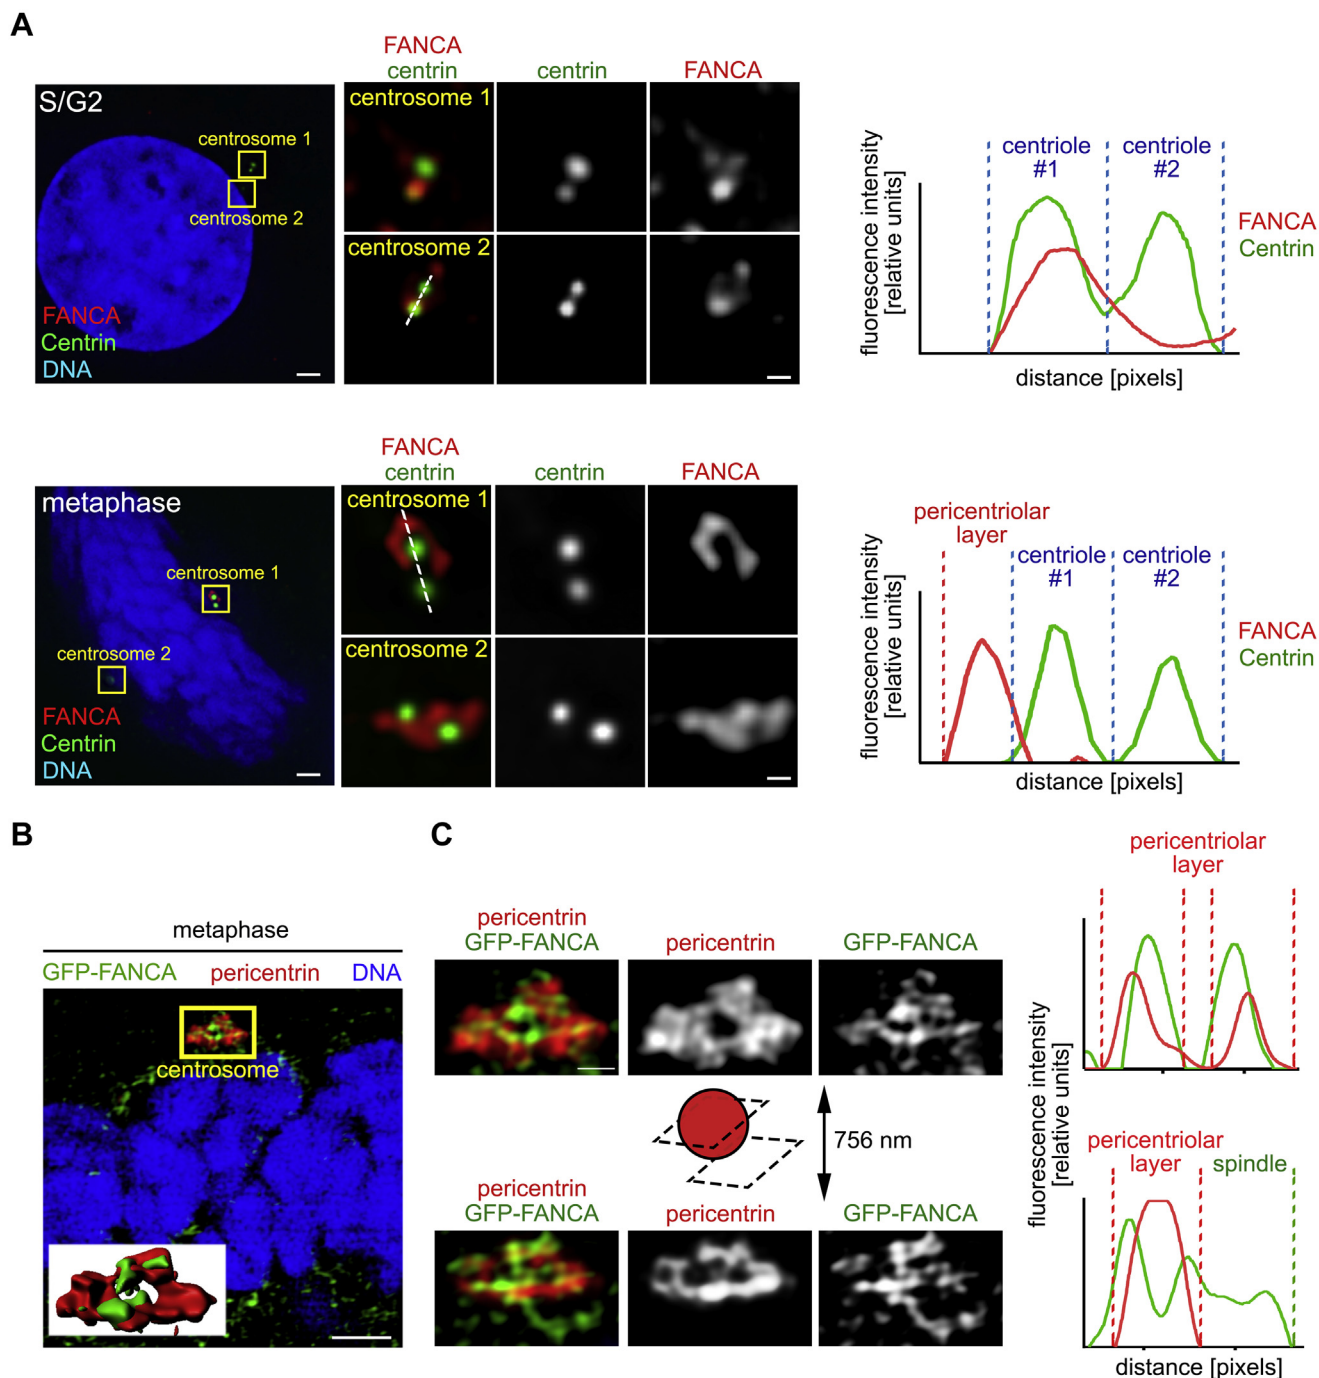 A
S/G2
centrosome 1
centrosome 2
FANCA
Centrin
DNA
FANCA
centrin
centrin
FANCA
centrosome 1
centrosome 2
fluorescence intensity
[relative units]
centriole
#1
centriole
#2
FANCA
Centrin
distance [pixels]
metaphase
centrosome 1
centrosome 2
FANCA
Centrin
DNA
FANCA
centrin
centrin
FANCA
centrosome 1
centrosome 2
fluorescence intensity
[relative units]
pericentriolar
layer
centriole
#1
centriole
#2
FANCA
Centrin
distance [pixels]
B
metaphase
GFP-FANCA pericentrin DNA
centrosome
C
pericentrin
GFP-FANCA
pericentrin
GFP-FANCA
756 nm
pericentrin
GFP-FANCA
pericentrin
GFP-FANCA
fluorescence intensity
[relative units]
pericentriolar
layer
pericentriolar
layer
spindle
distance [pixels]